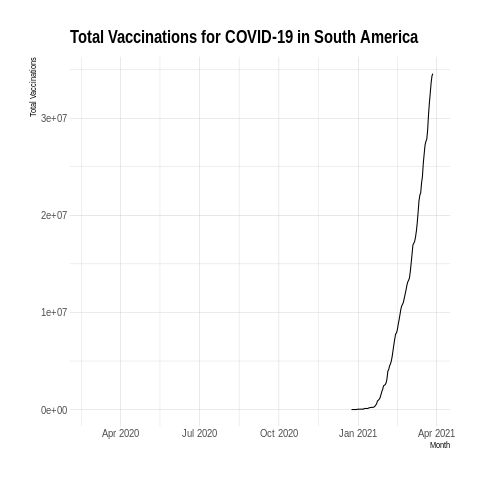 Total Vaccinations for COVID-19 in South America
Total Vaccinations
3e+07
2e+07
1e+07
0e+00
Apr 2020 Jul 2020 Oct 2020 Jan 2021 Apr 2021
Month